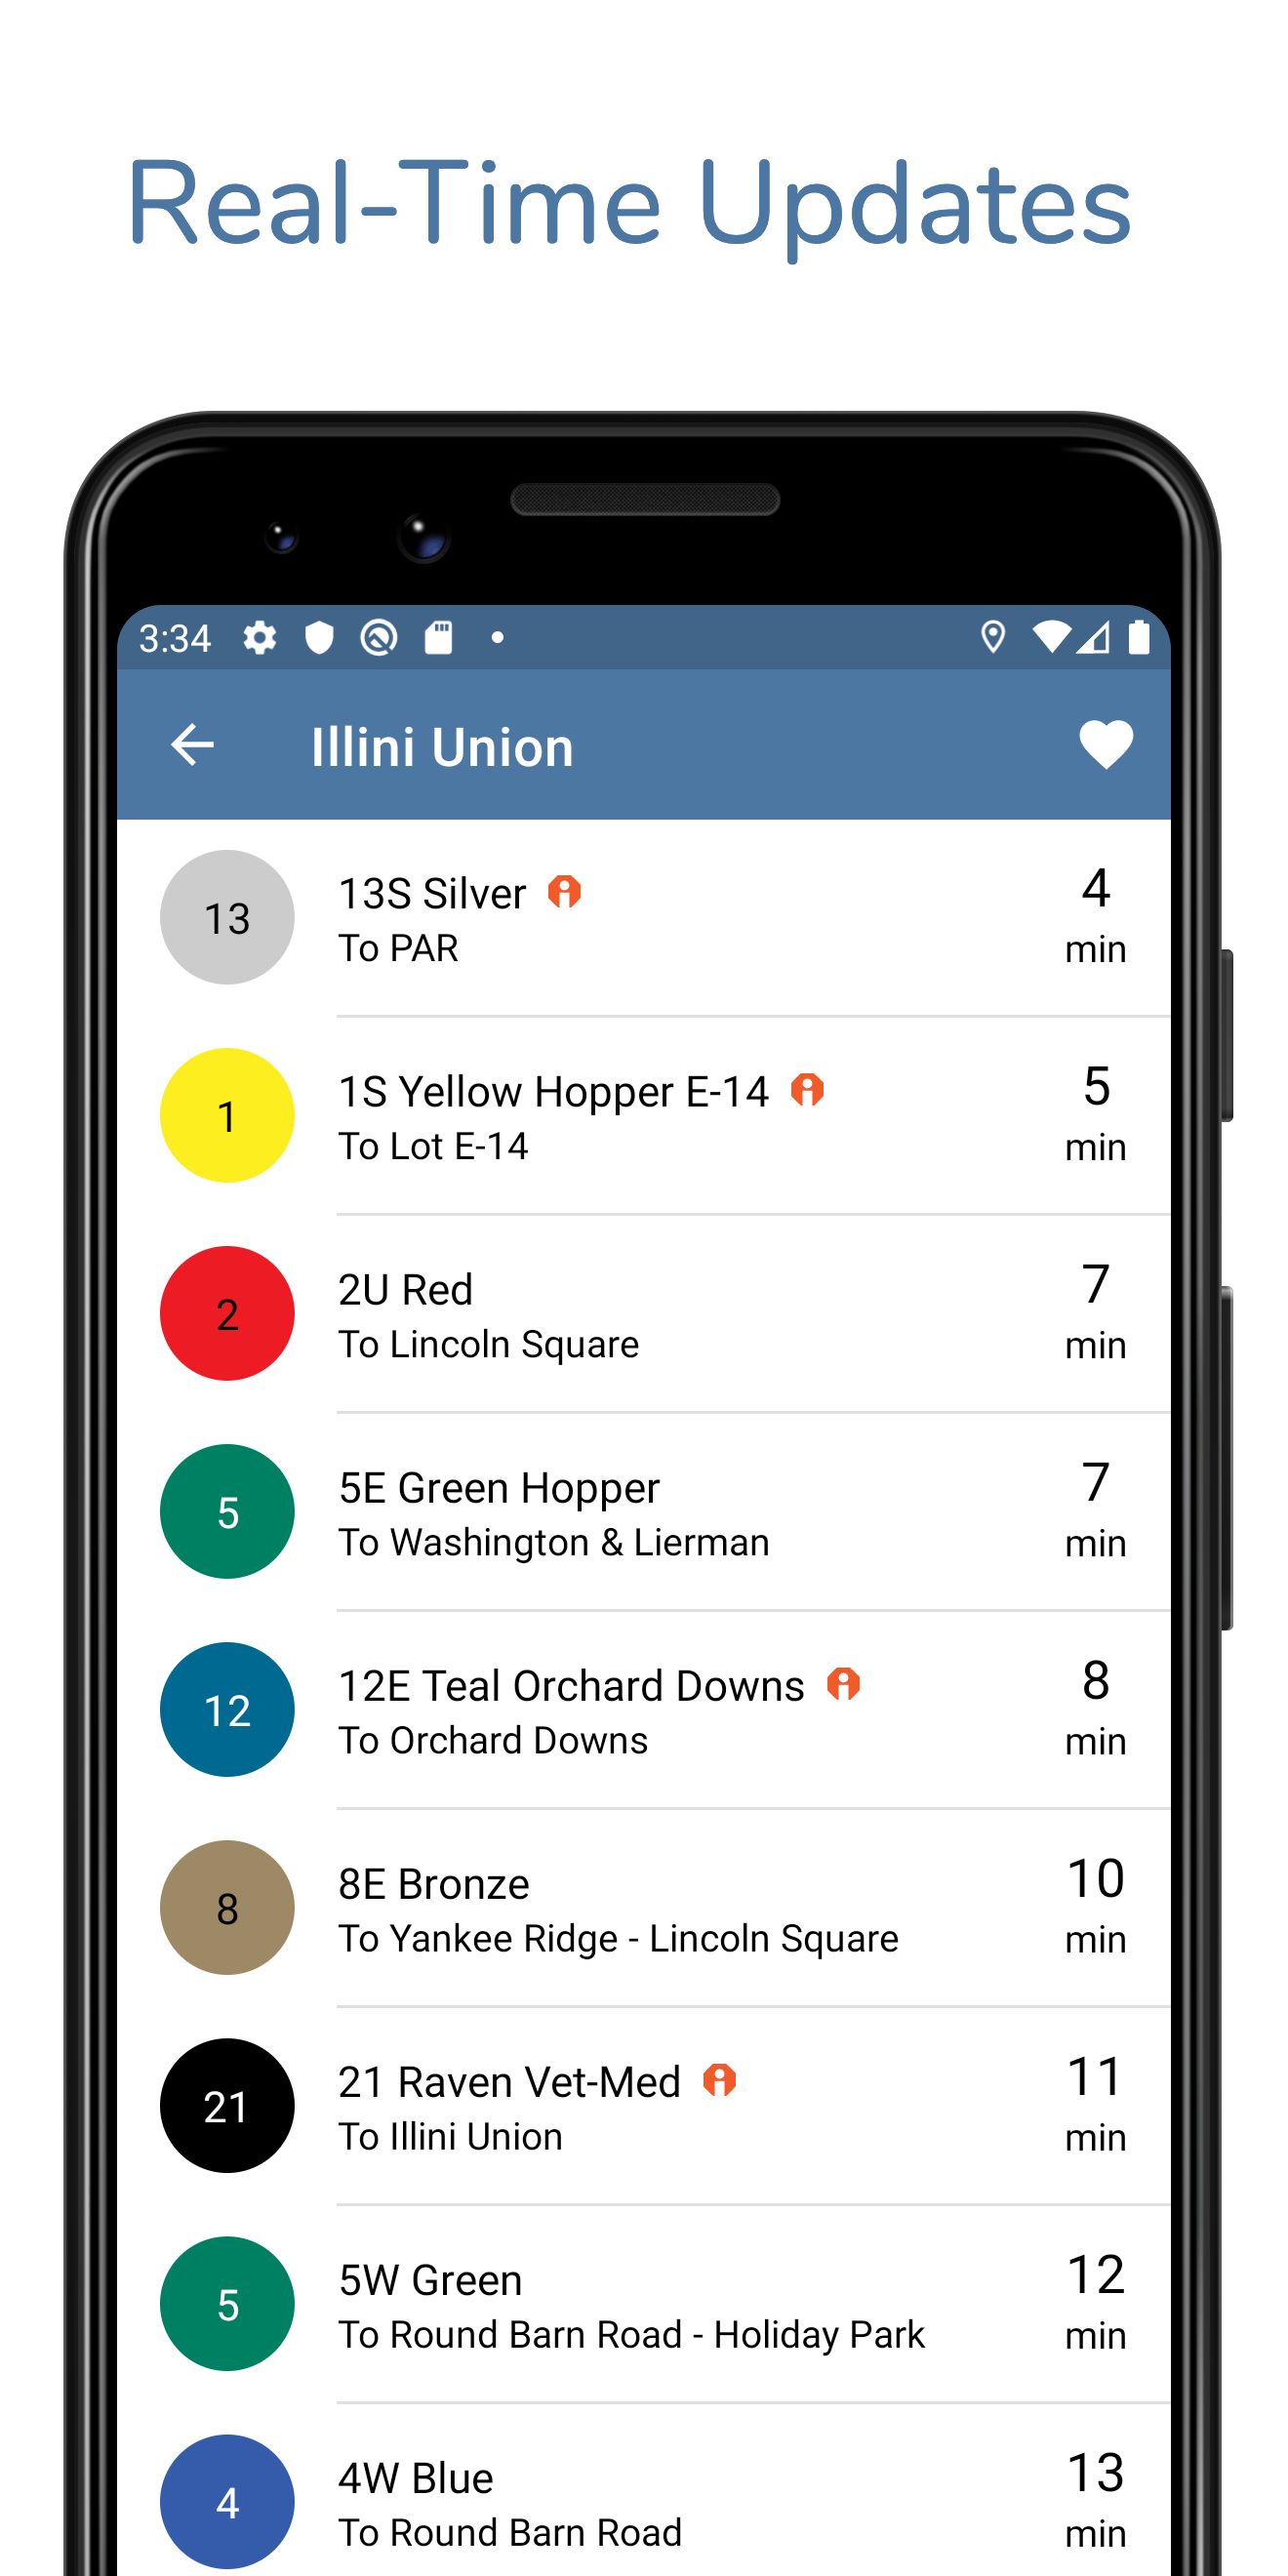 Real-Time Updates
3:34
Illini Union
13
13S Silver
To PAR
4
min
1
1S Yellow Hopper E-14
To Lot E-14
5
min
2
2U Red
To Lincoln Square
7
min
5
5E Green Hopper
To Washington & Lierman
7
min
12
12E Teal Orchard Downs
To Orchard Downs
8
min
8
8E Bronze
To Yankee Ridge - Lincoln Square
10
min
21
21 Raven Vet-Med
To Illini Union
11
min
5
5W Green
To Round Barn Road - Holiday Park
12
min
4
4W Blue
To Round Barn Road
13
min